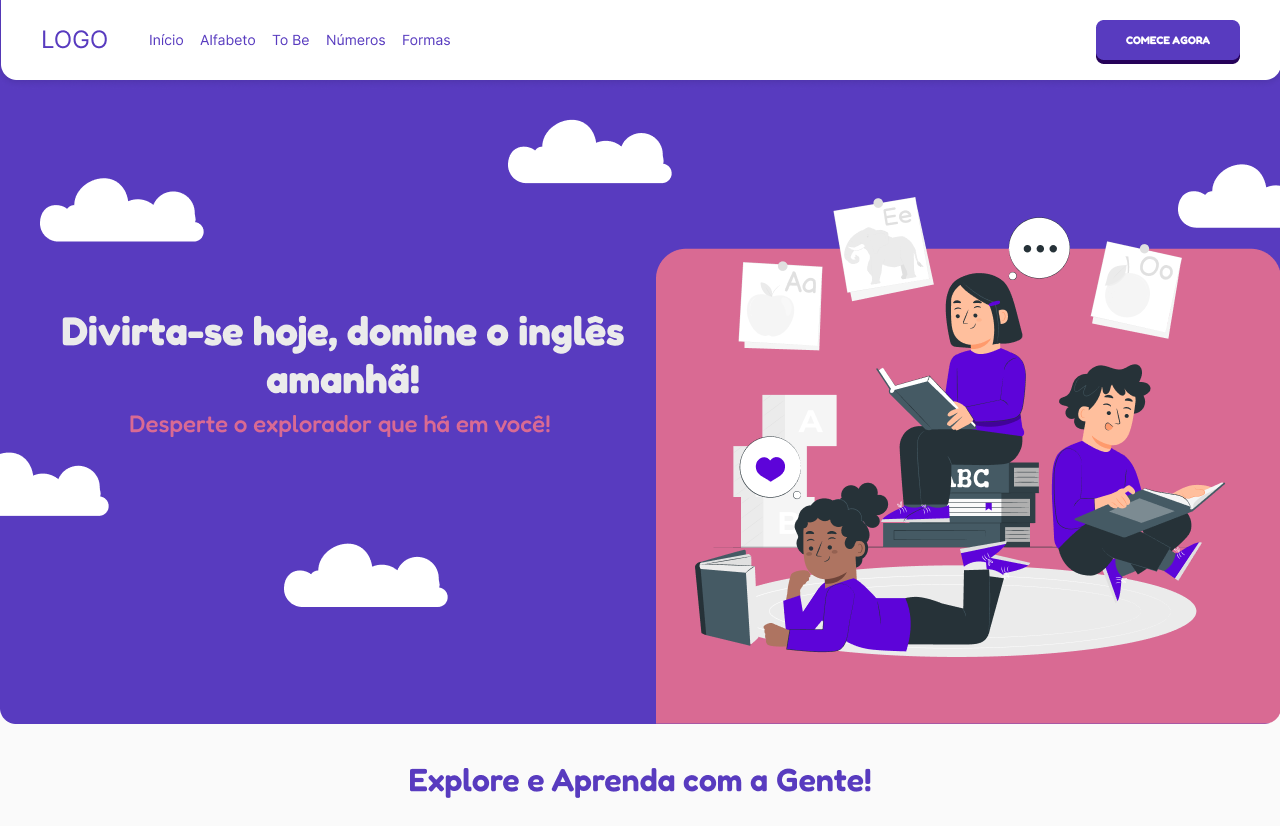 LOGO
Início Alfabeto To Be Números Formas
COMECE AGORA
Divirta-se hoje, domine o inglês
amanhã!
Desperte o explorador que há em você!
Aa
Ee
Oo
A
B
ABC
Explore e Aprenda com a Gente!